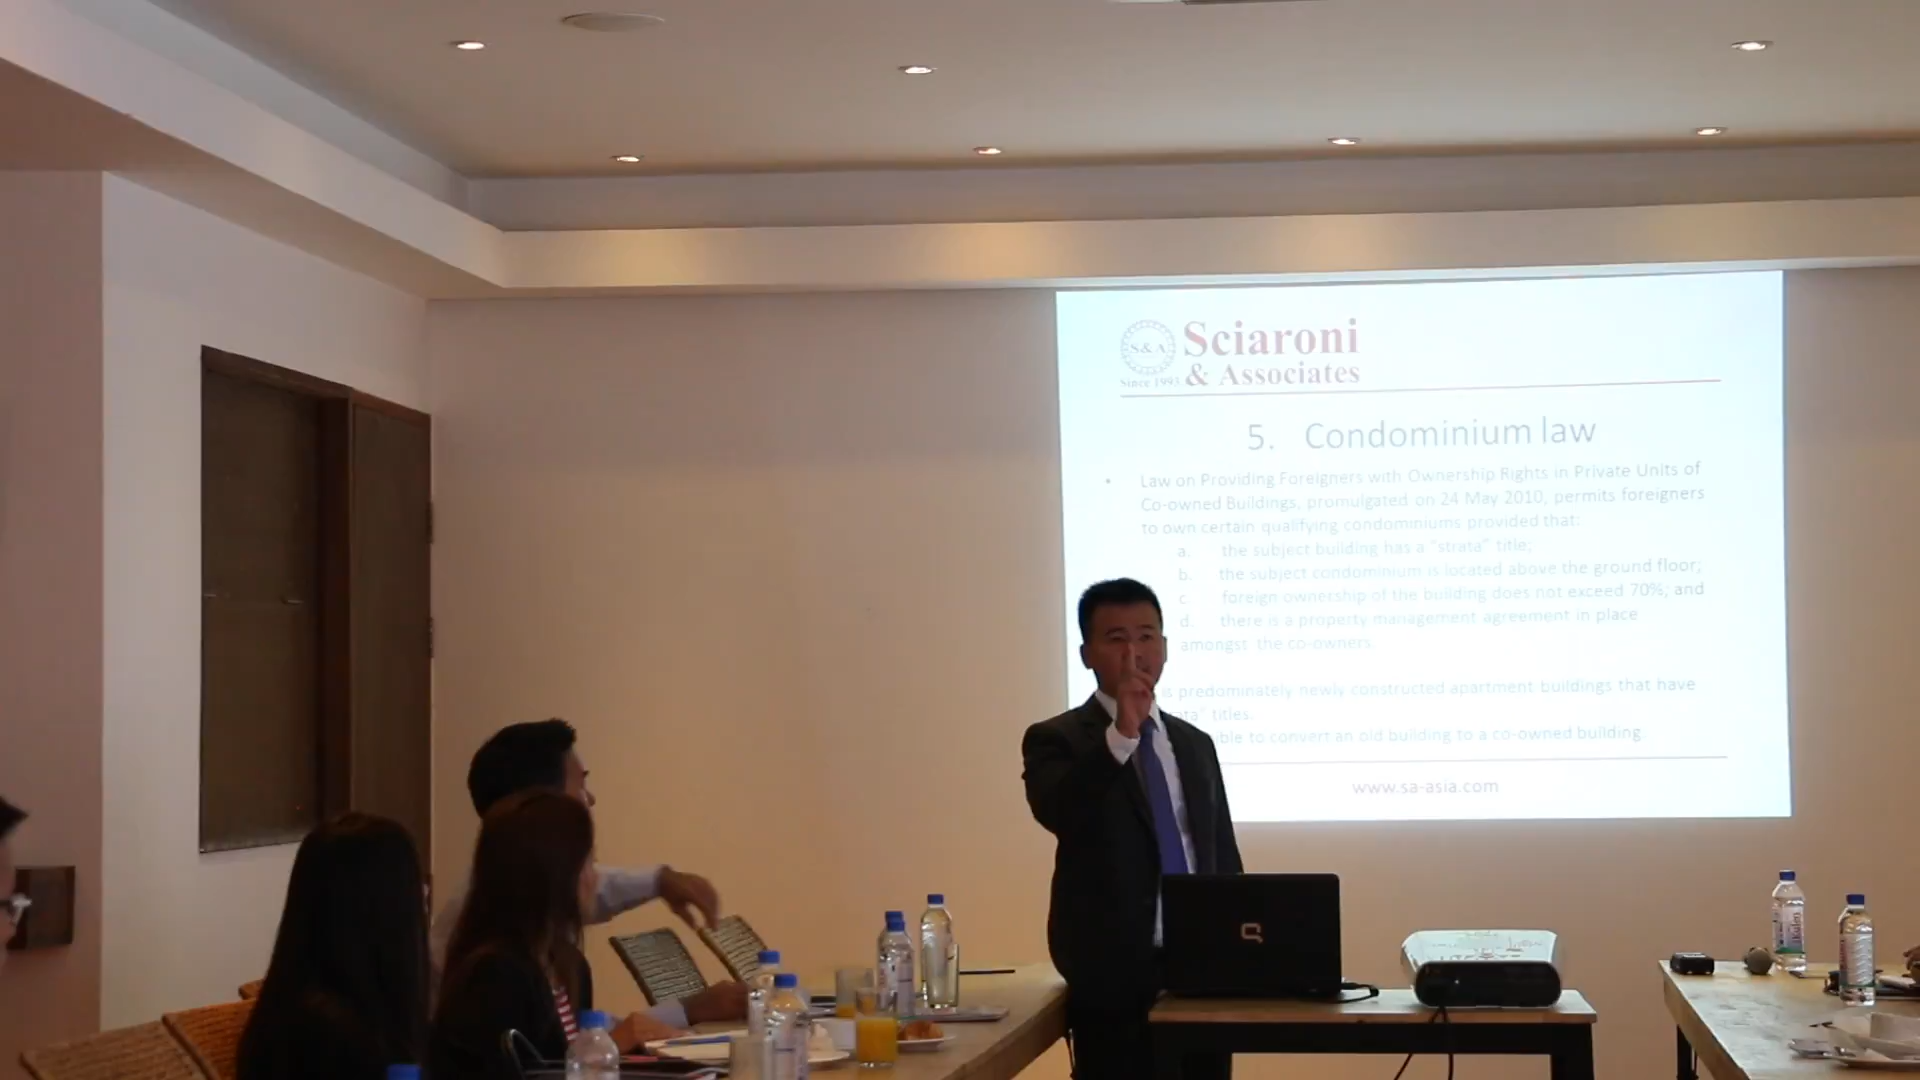 S&A
Since 1993
Sciaroni
& Associates
5. Condominium law
• Law on Providing Foreigners with Ownership Rights in Private Units of
Co-owned Buildings, promulgated on 24 May 2010, permits foreigners
to own certain qualifying condominiums provided that:
a. the subject building has a “strata” title;
b. the subject condominium is located above the ground floor;
c. foreign ownership of the building does not exceed 70%; and
d. there is a property management agreement in place
amongst the co-owners.
is predominately newly constructed apartment buildings that have
titles.
to convert an old building to a co-owned building
www.sa-asia.com